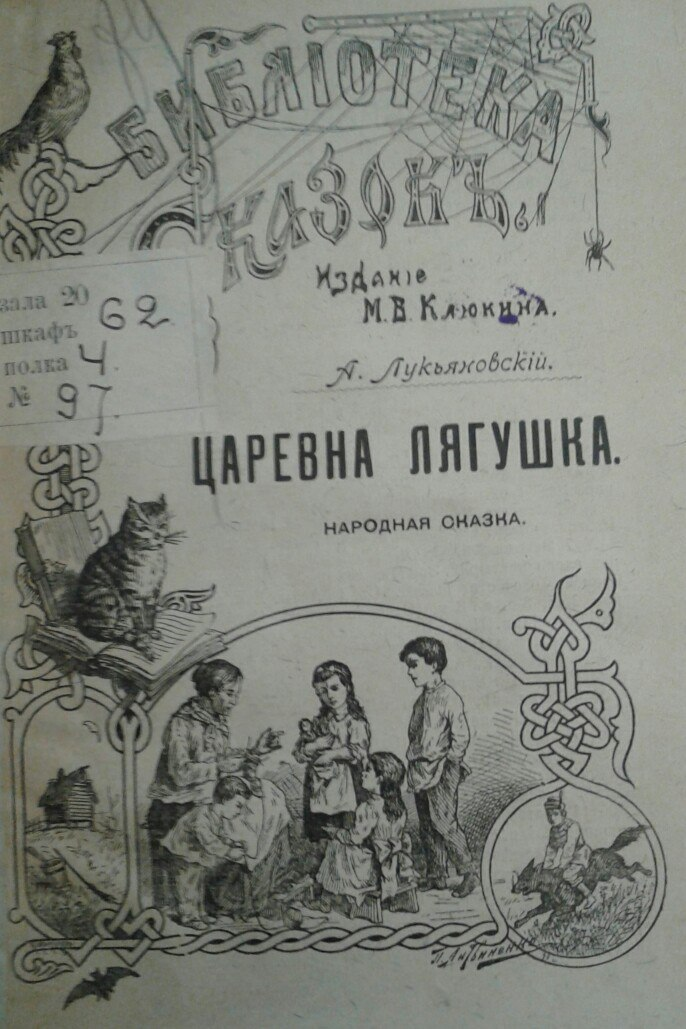 БИБЛІОТЕКА
СКАЗОКЪ
Изданіе
М. В. Клюкина.
зала 20
шкафъ 62
полка 4.
№ 97.
А. Лукьяновскій.
ЦАРЕВНА ЛЯГУШКА.
НАРОДНАЯ СКАЗКА.